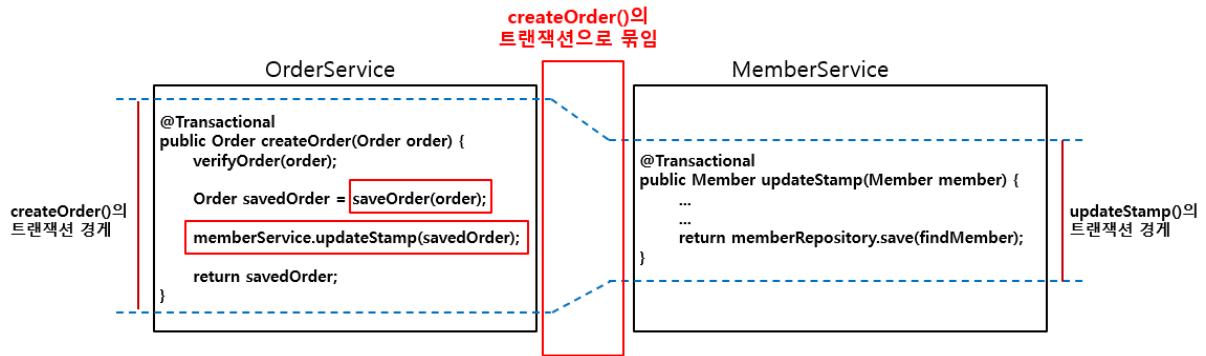 createOrder()의
트랜잭션으로 묶임
OrderService
MemberService
@Transactional
public Order createOrder(Order order) {
verifyOrder(order);
Order savedOrder = saveOrder(order);
memberService.updateStamp(savedOrder);
return savedOrder;
}
createOrder()의
트랜잭션 경게
@Transactional
public Member updateStamp(Member member) {
...
...
return memberRepository.save(findMember);
}
updateStamp()의
트랜잭션 경게